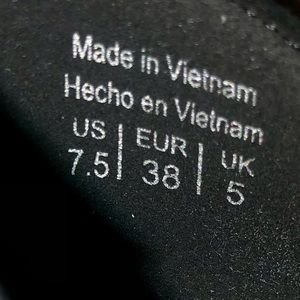 Made in Vietnam
Hecho en Vietnam
US | EUR | UK
7.5 | 38 | 5